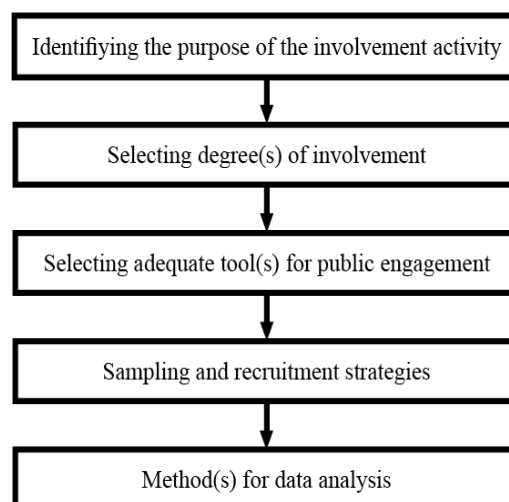 Identifiying the purpose of the involvement activity
Selecting degree(s) of involvement
Selecting adequate tool(s) for public engagement
Sampling and recruitment strategies
Method(s) for data analysis